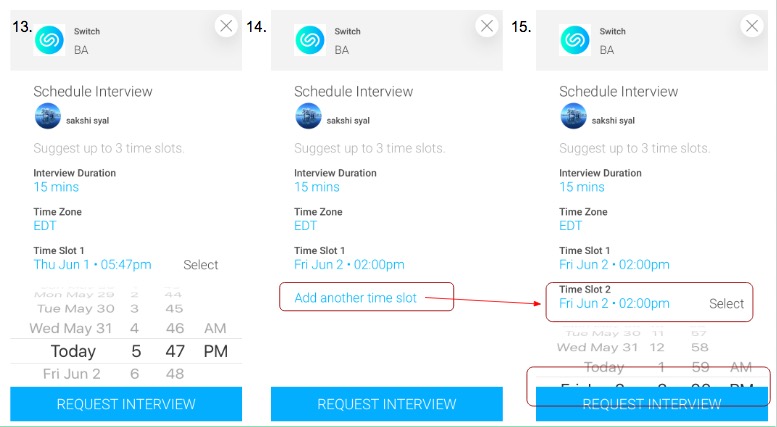 13.
Switch
BA
Schedule Interview
sakshi syal
Suggest up to 3 time slots.
Interview Duration
15 mins
Time Zone
EDT
Time Slot 1
Thu Jun 1 • 05:47pm Select
Mon May 29 2 44
Tue May 30 3 45
Wed May 31 4 46 AM
Today 5 47 PM
Fri Jun 2 6 48
REQUEST INTERVIEW
14.
Switch
BA
Schedule Interview
sakshi syal
Suggest up to 3 time slots.
Interview Duration
15 mins
Time Zone
EDT
Time Slot 1
Fri Jun 2 • 02:00pm
Add another time slot
REQUEST INTERVIEW
15.
Switch
BA
Schedule Interview
sakshi syal
Suggest up to 3 time slots.
Interview Duration
15 mins
Time Zone
EDT
Time Slot 1
Fri Jun 2 • 02:00pm
Time Slot 2
Fri Jun 2 • 02:00pm Select
Tue May 30 11 57
Wed May 31 12 58
Today 1 59 AM
PM
REQUEST INTERVIEW